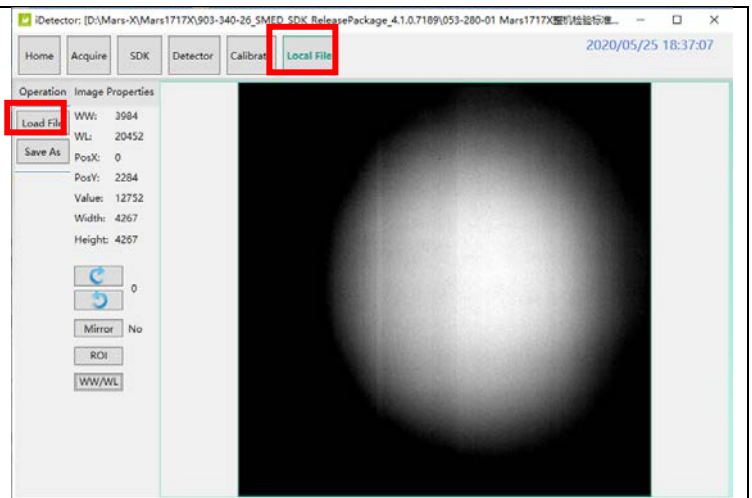 iDetector: [D:\Mars-X\Mars1717X\903-340-26_SMED_SDK_ReleasePackage_4.1.0.7189\053-280-01 Mars1717X整机检验标准...
Home Acquire SDK Detector Calibrat Local File 2020/05/25 18:37:07
Operation Image Properties
Load File WW: 3984
WL: 20452
Save As PosX: 0
PosY: 2284
Value: 12752
Width: 4267
Height: 4267
0
Mirror No
ROI
WW/WL